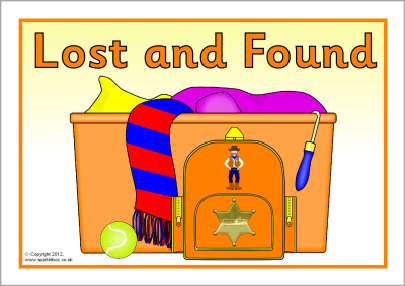 Lost and Found
© Copyright 2012.
www.sparklebox.co.uk